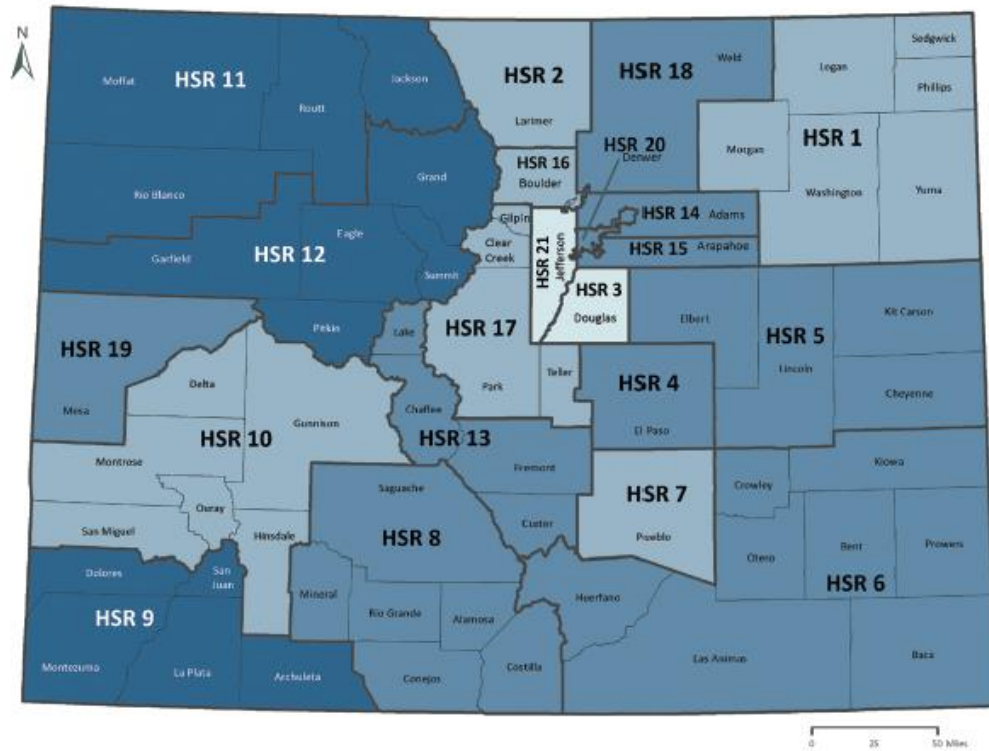 N
Moffat
HSR 11
Routt
Jackson
HSR 2
Larimer
HSR 18
Weld
Logan
Sedgwick
Phillips
HSR 1
Morgan
Washington
Yuma
HSR 20
Denver
HSR 16
Boulder
Rio Blanco
Grand
Gilpin
Clear
Creek
HSR 21
Jefferson
HSR 14
Adams
HSR 15
Arapahoe
Garfield
HSR 12
Eagle
Summit
HSR 3
Douglas
Pitkin
Lake
HSR 17
Park
Teller
Elbert
HSR 5
Lincoln
Kit Carson
Cheyenne
HSR 19
Mesa
Delta
Gunnison
HSR 10
Montrose
Ouray
San Miguel
Hinsdale
Chaffee
HSR 13
Fremont
Custer
HSR 4
El Paso
HSR 7
Pueblo
Crowley
Kiowa
Otero
Bent
Prowers
HSR 6
Saguache
HSR 8
Mineral
Rio Grande
Alamosa
Conejos
Costilla
Huerfano
Las Animas
Baca
Dolores
San
Juan
HSR 9
Montezuma
La Plata
Archuleta
0 25 50 Miles